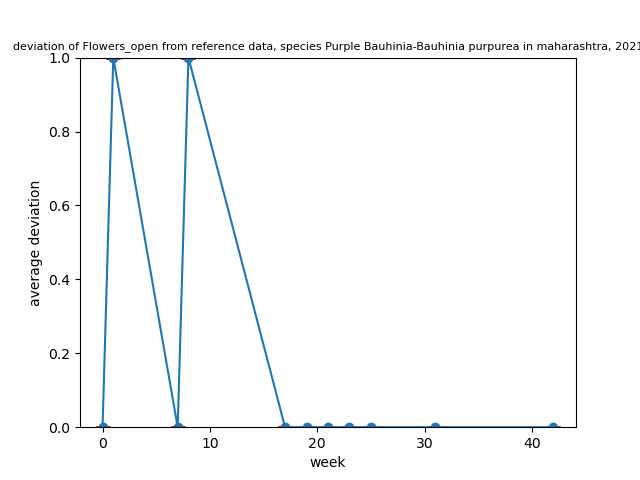 deviation of Flowers_open from reference data, species Purple Bauhinia-Bauhinia purpurea in maharashtra, 2021
1.0
0.8
0.6
0.4
0.2
0.0
average deviation
0 10 20 30 40
week